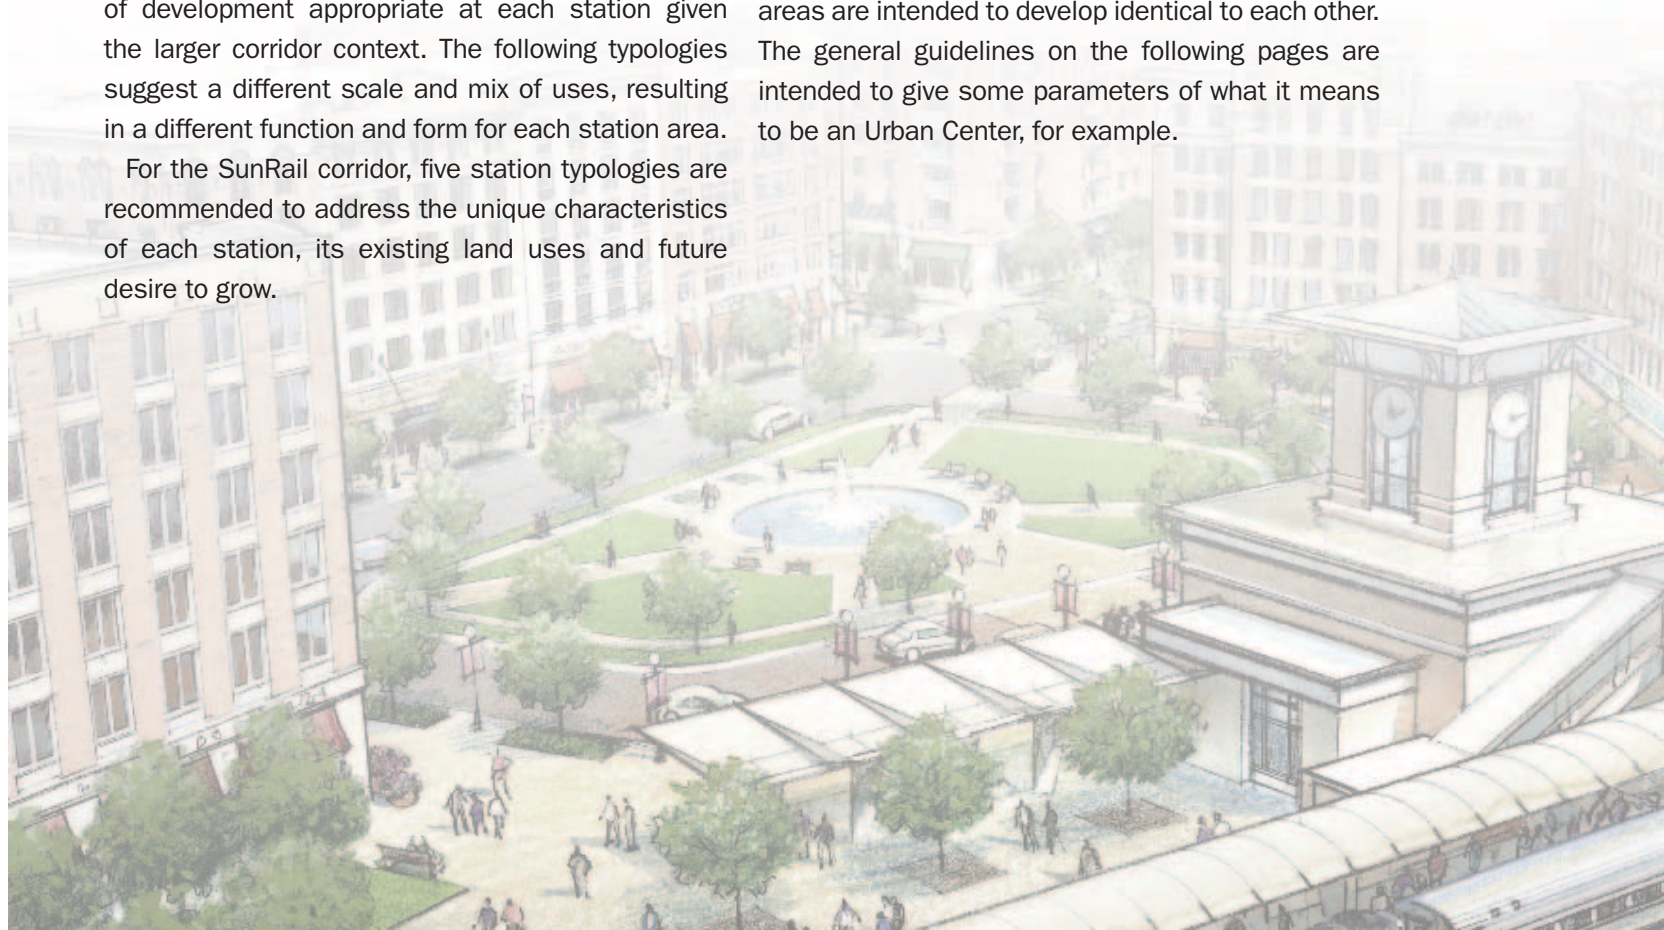 of development appropriate at each station given
the larger corridor context. The following typologies
suggest a different scale and mix of uses, resulting
in a different function and form for each station area.
For the SunRail corridor, five station typologies are
recommended to address the unique characteristics
of each station, its existing land uses and future
desire to grow.
areas are intended to develop identical to each other.
The general guidelines on the following pages are
intended to give some parameters of what it means
to be an Urban Center, for example.